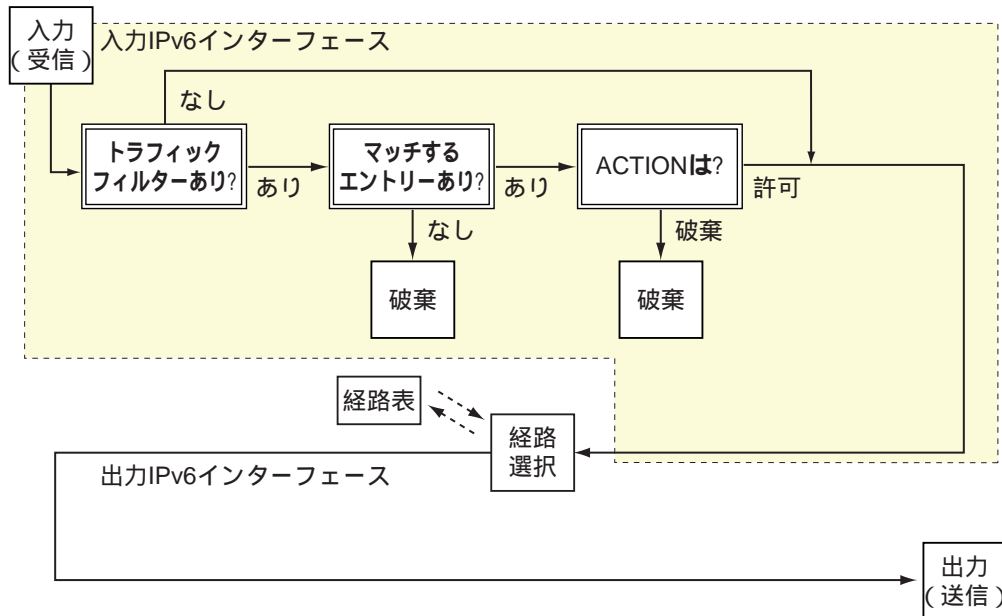 入力
(受信)
入力IPv6インターフェース
なし
トラフィック
フィルターあり?
あり
マッチする
エントリーあり?
あり
ACTIONは?
許可
なし
破棄
破棄
破棄
経路表
経路
選択
出力IPv6インターフェース
出力
(送信)